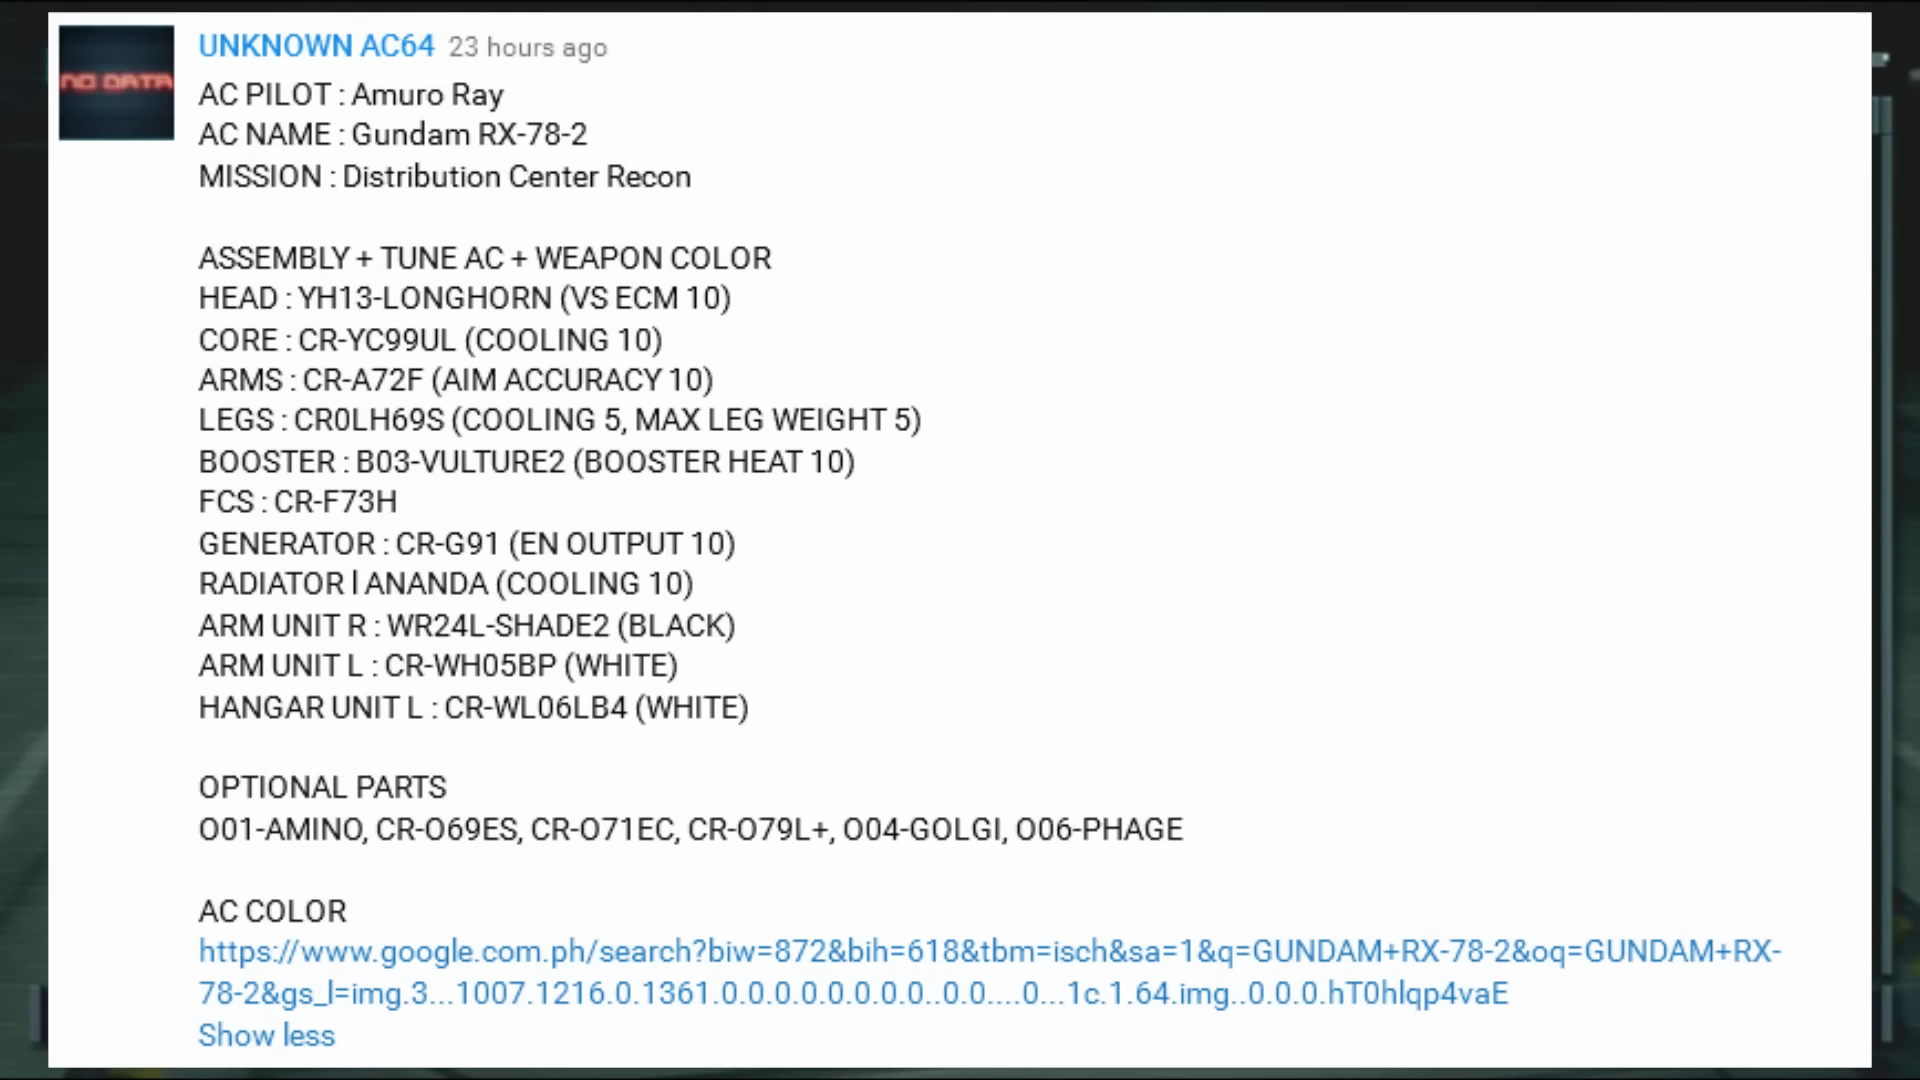 NO DATA
UNKNOWN AC64 23 hours ago
AC PILOT : Amuro Ray
AC NAME : Gundam RX-78-2
MISSION : Distribution Center Recon
ASSEMBLY + TUNE AC + WEAPON COLOR
HEAD : YH13-LONGHORN (VS ECM 10)
CORE : CR-YC99UL (COOLING 10)
ARMS : CR-A72F (AIM ACCURACY 10)
LEGS : CR0LH69S (COOLING 5, MAX LEG WEIGHT 5)
BOOSTER : B03-VULTURE2 (BOOSTER HEAT 10)
FCS : CR-F73H
GENERATOR : CR-G91 (EN OUTPUT 10)
RADIATOR l ANANDA (COOLING 10)
ARM UNIT R : WR24L-SHADE2 (BLACK)
ARM UNIT L : CR-WH05BP (WHITE)
HANGAR UNIT L : CR-WL06LB4 (WHITE)
OPTIONAL PARTS
O01-AMINO, CR-O69ES, CR-O71EC, CR-O79L+, O04-GOLGI, O06-PHAGE
AC COLOR
https://www.google.com.ph/search?biw=872&bih=618&tbm=isch&sa=1&q=GUNDAM+RX-78-2&oq=GUNDAM+RX-
78-2&gs_l=img.3...1007.1216.0.1361.0.0.0.0.0.0.0.0..0.0....0...1c.1.64.img..0.0.0.hT0hlqp4vaE
Show less